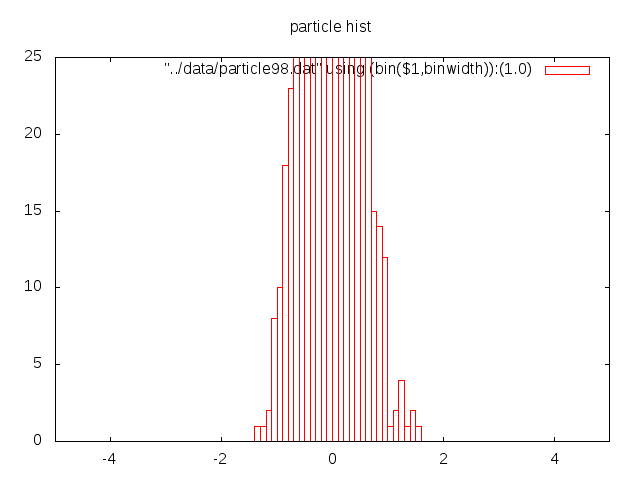 particle hist
25
"../data/particle98.dat" using (bin($1,binwidth)):(1.0)
20
15
10
5
0
-4 -2 0 2 4